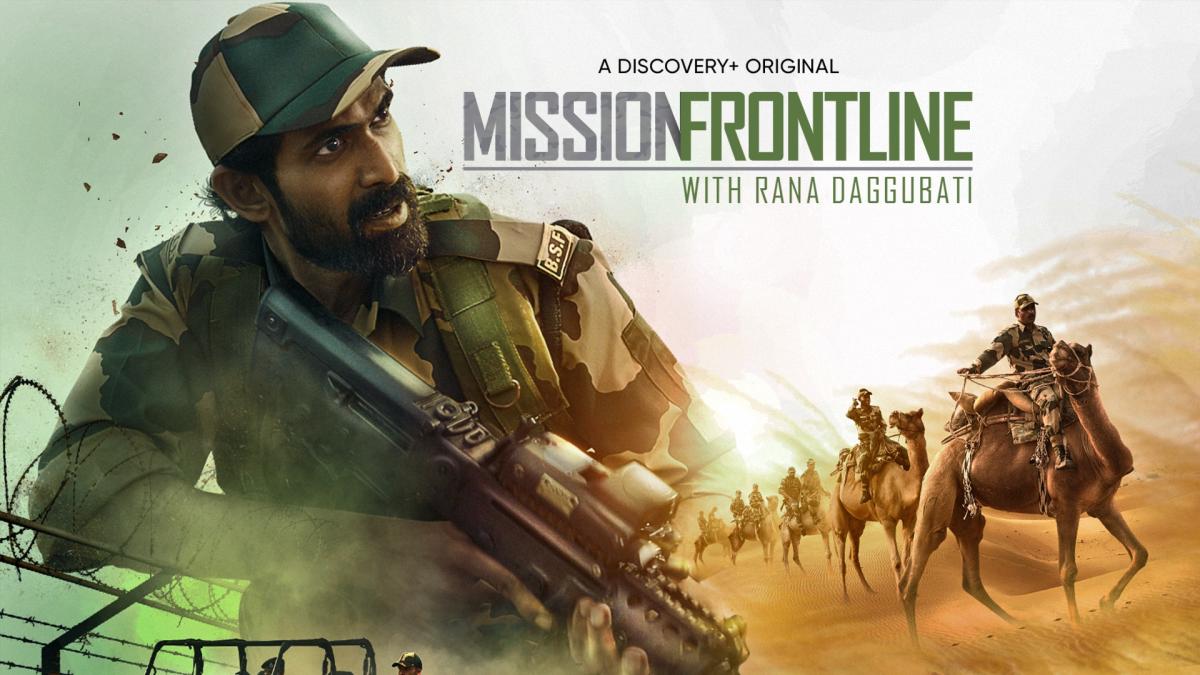 A DISCOVERY+ ORIGINAL
MISSIONFRONTLINE
WITH RANA DAGGUBATI
B.S.F